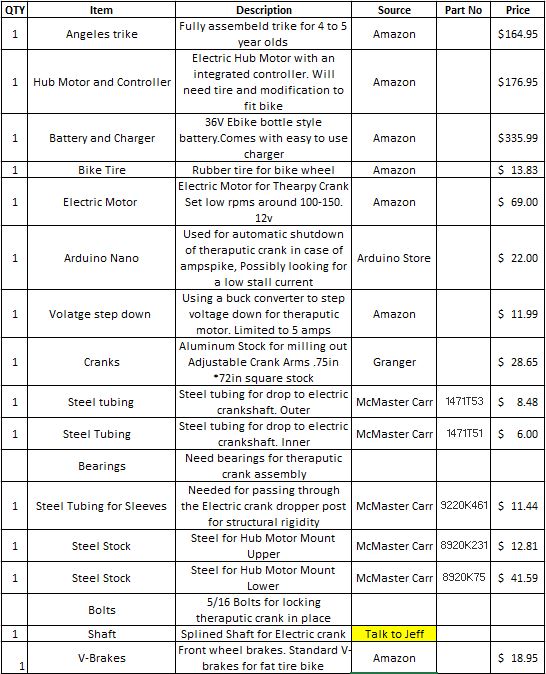 QTY Item Description Source Part No Price
1 Angeles trike Fully assembeld trike for 4 to 5 year olds Amazon $164.95
1 Hub Motor and Controller Electric Hub Motor with an integrated controller. Will need tire and modification to fit bike Amazon $176.95
1 Battery and Charger 36V Ebike bottle style battery.Comes with easy to use charger Amazon $335.99
1 Bike Tire Rubber tire for bike wheel Amazon $ 13.83
1 Electric Motor Electric Motor for Thearpy Crank Set low rpms around 100-150. 12v Amazon $ 69.00
1 Arduino Nano Used for automatic shutdown of theraputic crank in case of ampspike, Possibly looking for a low stall current Arduino Store $ 22.00
1 Volatge step down Using a buck converter to step voltage down for theraputic motor. Limited to 5 amps Amazon $ 11.99
1 Cranks Aluminum Stock for milling out Adjustable Crank Arms .75in *72in square stock Granger $ 28.65
1 Steel tubing Steel tubing for drop to electric crankshaft. Outer McMaster Carr 1471T53 $ 8.48
1 Steel Tubing Steel tubing for drop to electric crankshaft. Inner McMaster Carr 1471T51 $ 6.00
Bearings Need bearings for theraputic crank assembly
1 Steel Tubing for Sleeves Needed for passing through the Electric crank dropper post for structural rigidity McMaster Carr 9220K461 $ 11.44
1 Steel Stock Steel for Hub Motor Mount Upper McMaster Carr 8920K231 $ 12.81
1 Steel Stock Steel for Hub Motor Mount Lower McMaster Carr 8920K75 $ 41.59
Bolts 5/16 Bolts for locking theraputic crank in place
1 Shaft Splined Shaft for Electric crank Talk to Jeff
1 V-Brakes Front wheel brakes. Standard V-brakes for fat tire bike Amazon $ 18.95